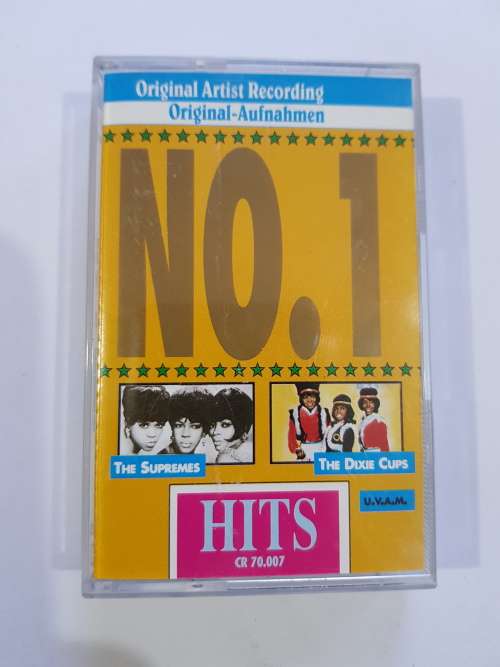 Original Artist Recording
Original-Aufnahmen
NO.1
THE SUPREMES
THE DIXIE CUPS
U.V.A.M.
HITS
CR 70.007